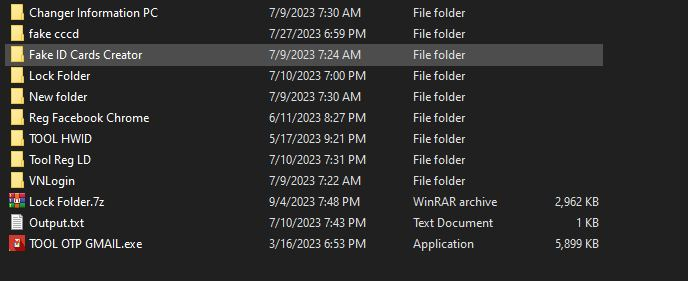 Changer Information PC 7/9/2023 7:30 AM File folder
fake cccd 7/27/2023 6:59 PM File folder
Fake ID Cards Creator 7/9/2023 7:24 AM File folder
Lock Folder 7/10/2023 7:00 PM File folder
New folder 7/9/2023 7:30 AM File folder
Reg Facebook Chrome 6/11/2023 8:27 PM File folder
TOOL HWID 5/17/2023 9:21 PM File folder
Tool Reg LD 7/10/2023 7:31 PM File folder
VNLogin 7/9/2023 7:22 AM File folder
Lock Folder.7z 9/4/2023 7:48 PM WinRAR archive 2,962 KB
Output.txt 7/10/2023 7:43 PM Text Document 1 KB
TOOL OTP GMAIL.exe 3/16/2023 6:53 PM Application 5,899 KB